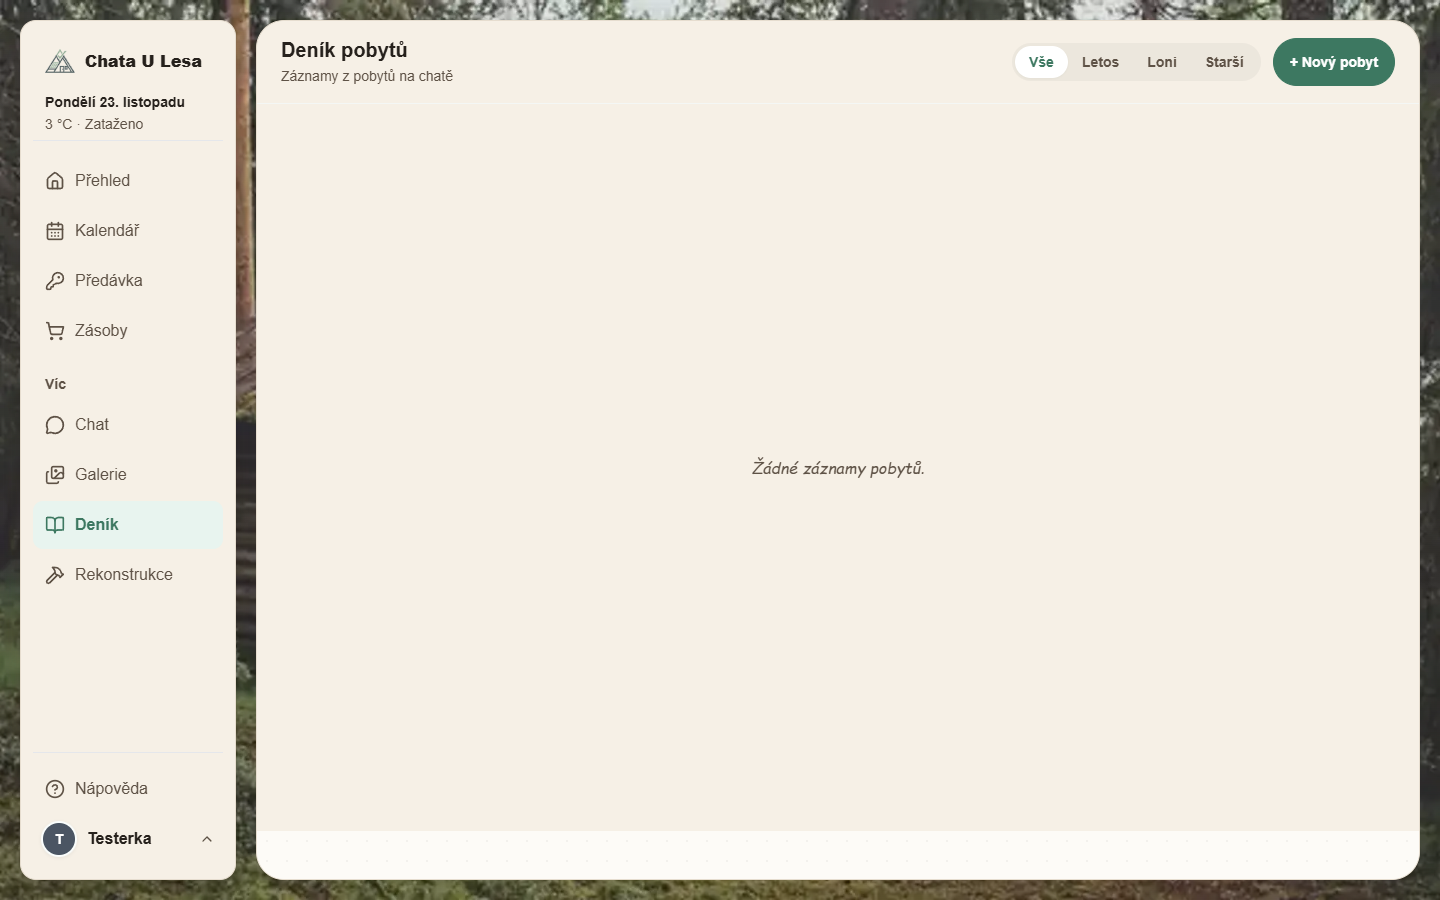 Chata U Lesa
Pondělí 23. listopadu
3 °C · Zataženo
Přehled
Kalendář
Předávka
Zásoby
Víc
Chat
Galerie
Deník
Rekonstrukce
Nápověda
T Testerka
Deník pobytů
Záznamy z pobytů na chatě
Vše Letos Loni Starší + Nový pobyt
Žádné záznamy pobytů.